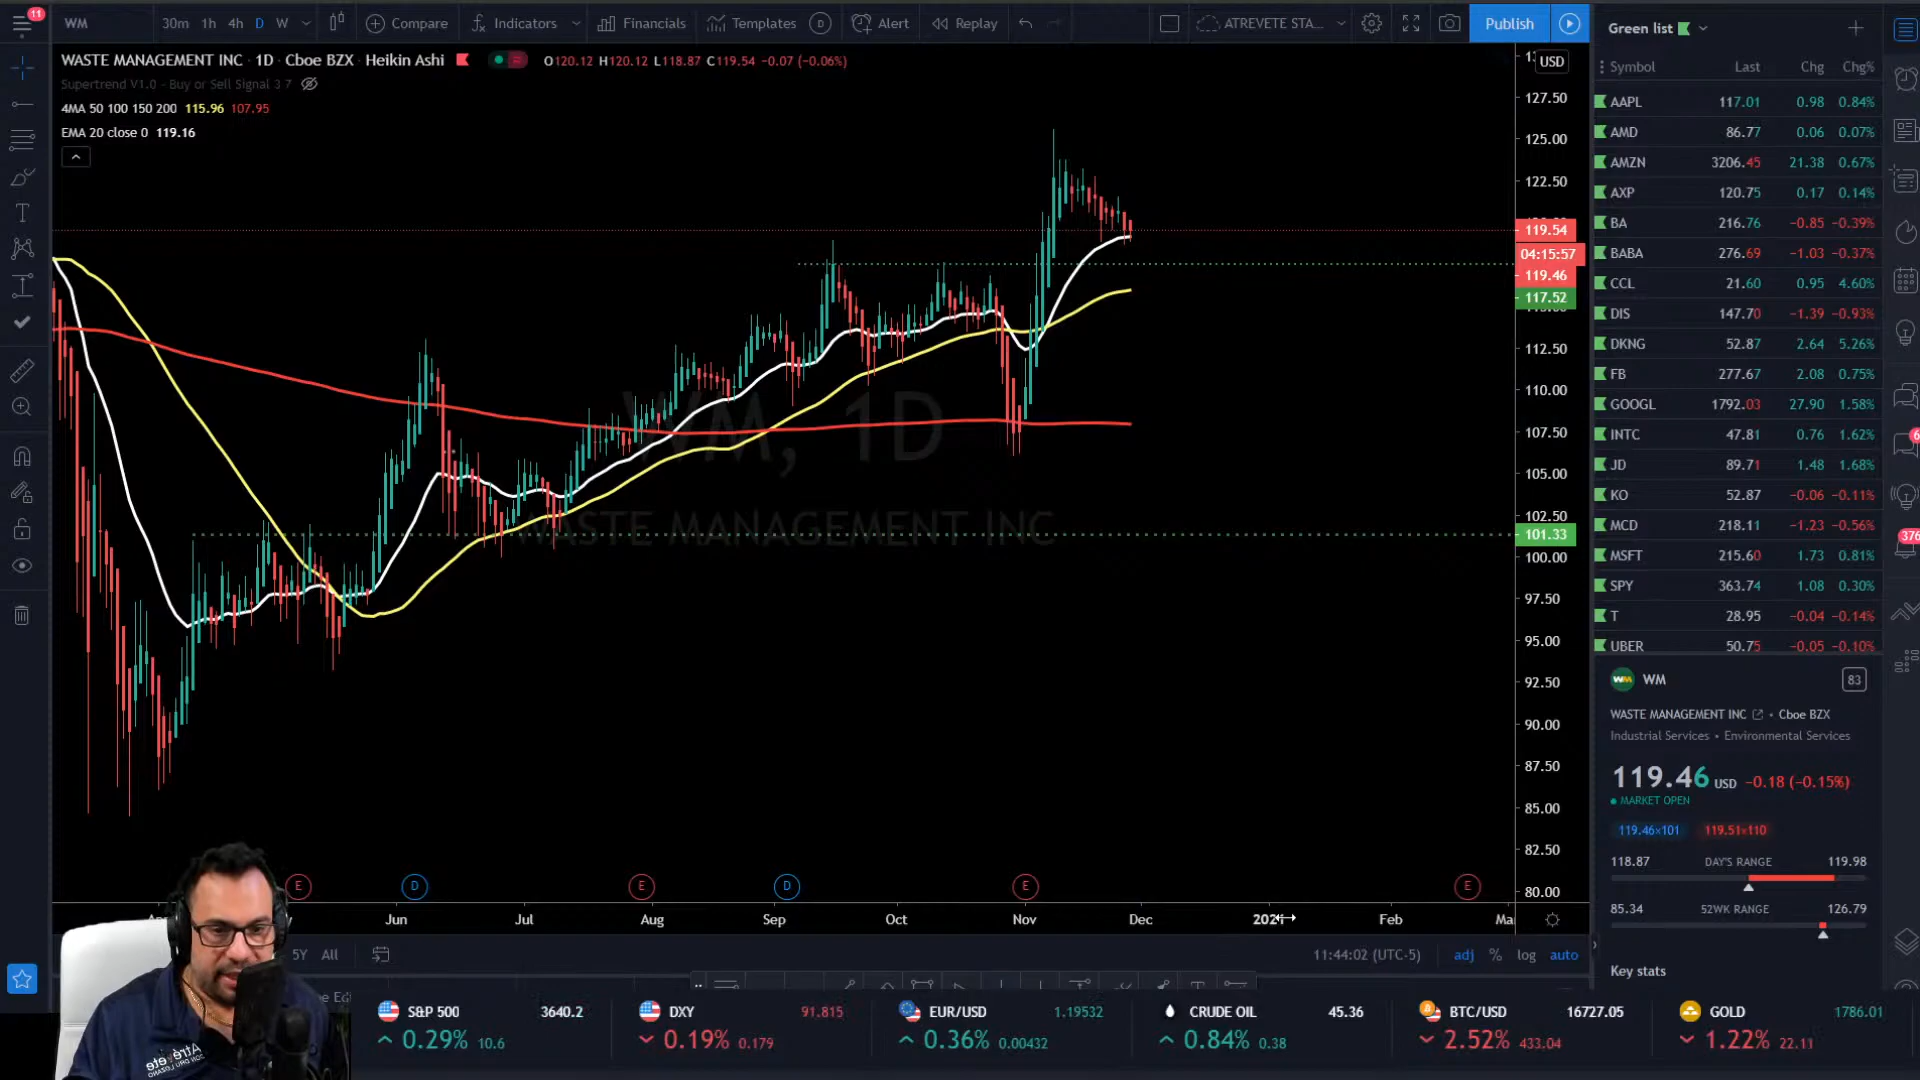 11
WM
30m 1h 4h D W
Compare
Indicators
Financials
Templates
D
Alert
Replay
ATREVETE STA...
Publish
WASTE MANAGEMENT INC · 1D · Cboe BZX · Heikin Ashi
O120.12 H120.12 L118.87 C119.54 −0.07 (−0.06%)
Supertrend V1.0 - Buy or Sell Signal 3 7
4MA 50 100 150 200 115.96 107.95
EMA 20 close 0 119.16
USD
127.50
125.00
122.50
119.54
04:15:57
119.46
117.52
112.50
110.00
107.50
105.00
102.50
101.33
100.00
97.50
95.00
92.50
90.00
87.50
85.00
82.50
80.00
WM, 1D
WASTE MANAGEMENT INC
E D E D E E
Jun Jul Aug Sep Oct Nov Dec 2021 Feb
5Y All
11:44:02 (UTC-5)
adj % log auto
Green list
Symbol Last Chg Chg%
AAPL 117.01 0.98 0.84%
AMD 86.77 0.06 0.07%
AMZN 3206.45 21.38 0.67%
AXP 120.75 0.17 0.14%
BA 216.76 −0.85 −0.39%
BABA 276.69 −1.03 −0.37%
CCL 21.60 0.95 4.60%
DIS 147.70 −1.39 −0.93%
DKNG 52.87 2.64 5.26%
FB 277.67 2.08 0.75%
GOOGL 1792.03 27.90 1.58%
INTC 47.81 0.76 1.62%
JD 89.71 1.48 1.68%
KO 52.87 −0.06 −0.11%
MCD 218.11 −1.23 −0.56%
MSFT 215.60 1.73 0.81%
SPY 363.74 1.08 0.30%
T 28.95 −0.04 −0.14%
UBER 50.75 −0.05 −0.10%
376
WM
83
WASTE MANAGEMENT INC • Cboe BZX
Industrial Services • Environmental Services
119.46 USD −0.18 (−0.15%)
MARKET OPEN
119.46×101 119.51×110
118.87 DAY'S RANGE 119.98
85.34 52WK RANGE 126.79
Key stats
S&P 500 3640.2
0.29% 10.6
DXY 91.815
0.19% 0.179
EUR/USD 1.19532
0.36% 0.00432
CRUDE OIL 45.36
0.84% 0.38
BTC/USD 16727.05
2.52% 433.04
GOLD 1786.01
1.22% 22.11
Atrévete